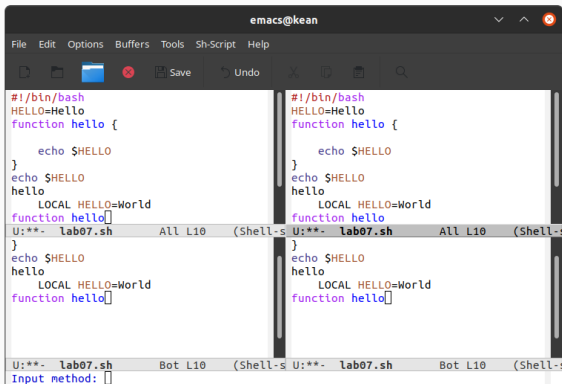 emacs@kean
File Edit Options Buffers Tools Sh-Script Help
Save Undo
#!/bin/bash
HELLO=Hello
function hello {
echo $HELLO
}
echo $HELLO
hello
LOCAL HELLO=World
function hello
U:**- lab07.sh All L10 (Shell-s
#!/bin/bash
HELLO=Hello
function hello {
echo $HELLO
}
echo $HELLO
hello
LOCAL HELLO=World
function hello
U:**- lab07.sh All L10 (Shell-s
}
echo $HELLO
hello
LOCAL HELLO=World
function hello
U:**- lab07.sh Bot L10 (Shell-s
}
echo $HELLO
hello
LOCAL HELLO=World
function hello
U:**- lab07.sh Bot L10 (Shell-s
Input method: